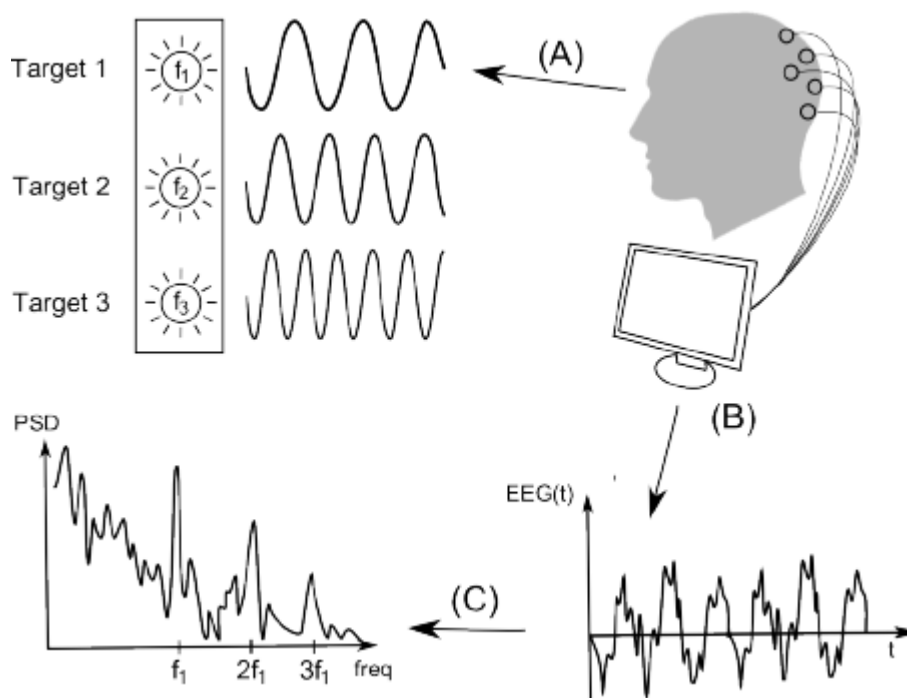 Target 1
f₁
(A)
Target 2
f₂
Target 3
f₃
(B)
PSD
EEG(t)
(C)
f₁ 2f₁ 3f₁ freq
t